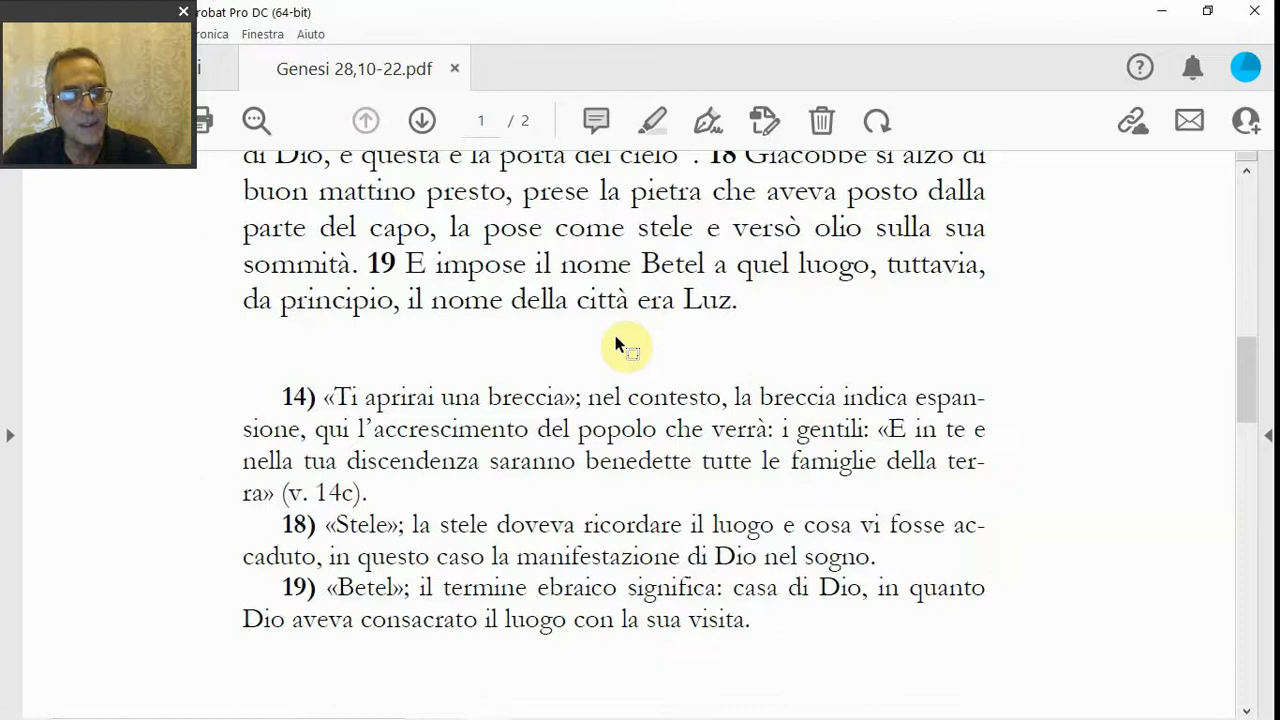 robat Pro DC (64-bit)
ronica Finestra Aiuto
i Genesi 28,10-22.pdf
1 / 2
di Dio, e questa è la porta del cielo". 18 Giacobbe si alzò di
buon mattino presto, prese la pietra che aveva posto dalla
parte del capo, la pose come stele e versò olio sulla sua
sommità. 19 E impose il nome Betel a quel luogo, tuttavia,
da principio, il nome della città era Luz.
14) «Ti aprirai una breccia»; nel contesto, la breccia indica espan-
sione, qui l'accrescimento del popolo che verrà: i gentili: «E in te e
nella tua discendenza saranno benedette tutte le famiglie della ter-
ra» (v. 14c).
18) «Stele»; la stele doveva ricordare il luogo e cosa vi fosse ac-
caduto, in questo caso la manifestazione di Dio nel sogno.
19) «Betel»; il termine ebraico significa: casa di Dio, in quanto
Dio aveva consacrato il luogo con la sua visita.